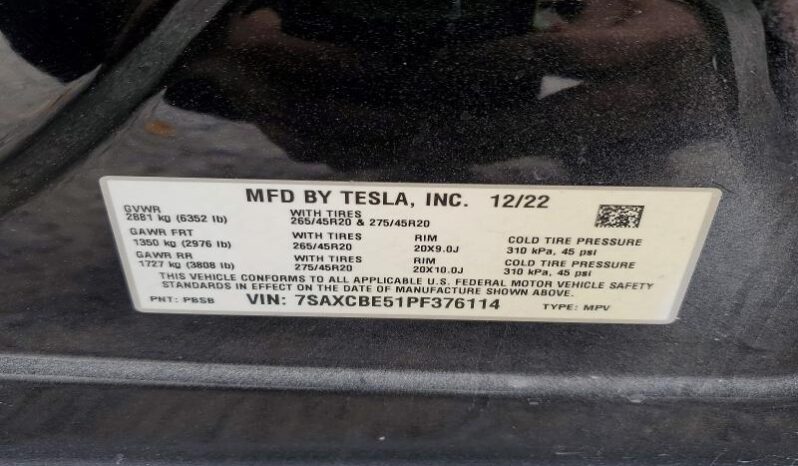 MFD BY TESLA, INC. 12/22
GVWR
2881 kg (6352 lb)
WITH TIRES
265/45R20 & 275/45R20
GAWR FRT
1350 kg (2976 lb)
WITH TIRES
265/45R20
RIM
20X9.0J
COLD TIRE PRESSURE
310 kPa, 45 psi
GAWR RR
1727 kg (3808 lb)
WITH TIRES
275/45R20
RIM
20X10.0J
COLD TIRE PRESSURE
310 kPa, 45 psi
THIS VEHICLE CONFORMS TO ALL APPLICABLE U.S. FEDERAL MOTOR VEHICLE SAFETY
STANDARDS IN EFFECT ON THE DATE OF MANUFACTURE SHOWN ABOVE.
PNT: PBSB VIN: 7SAXCBE51PF376114 TYPE: MPV